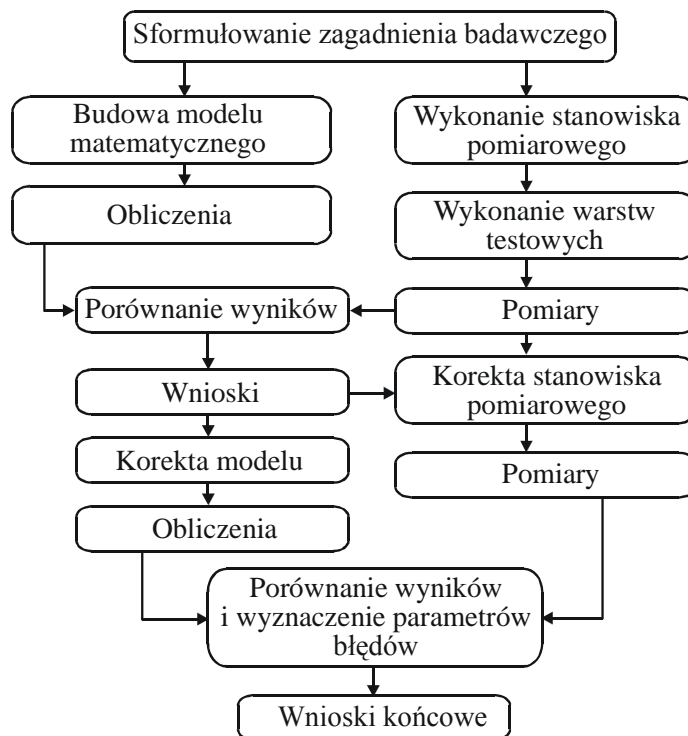 Sformułowanie zagadnienia badawczego
Budowa modelu
matematycznego
Wykonanie stanowiska
pomiarowego
Obliczenia
Wykonanie warstw
testowych
Porównanie wyników
Pomiary
Wnioski
Korekta stanowiska
pomiarowego
Korekta modelu
Pomiary
Obliczenia
Porównanie wyników
i wyznaczenie parametrów
błędów
Wnioski końcowe